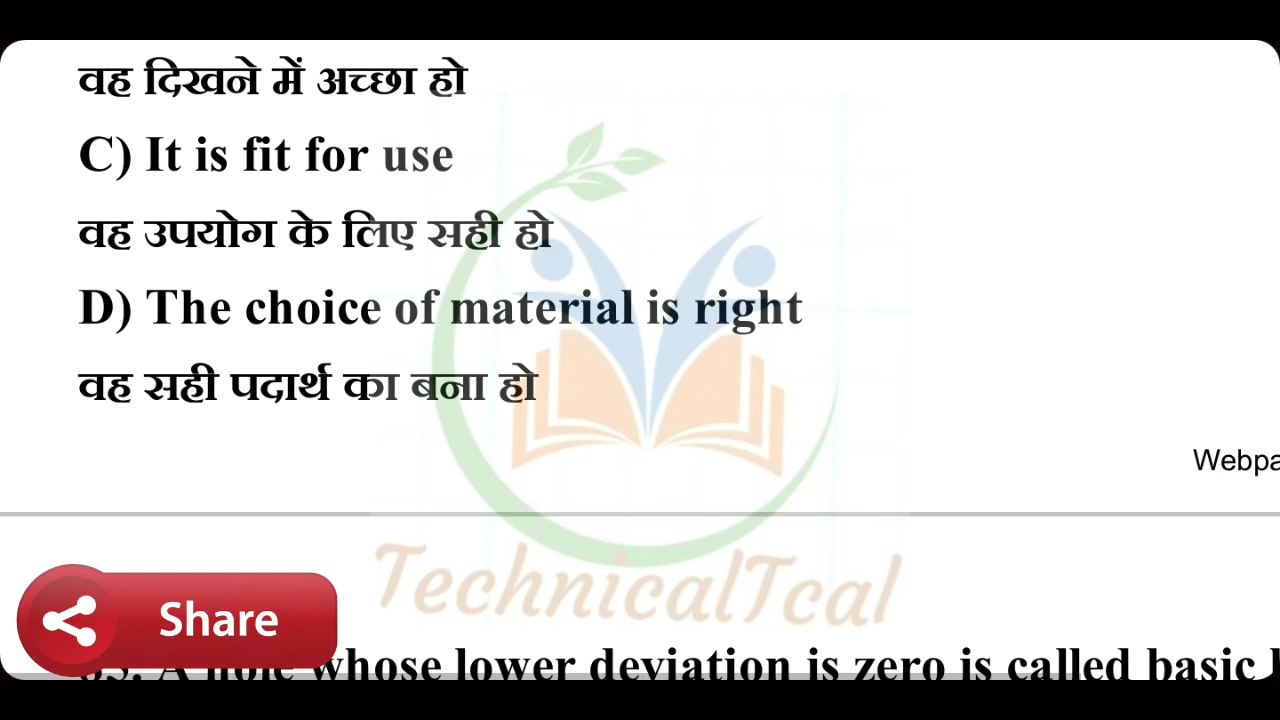 वह दिखने में अच्छा हो
C) It is fit for use
वह उपयोग के लिए सही हो
D) The choice of material is right
वह सही पदार्थ का बना हो
Webpa
TechnicalTcal
Share
A hole whose lower deviation is zero is called basic